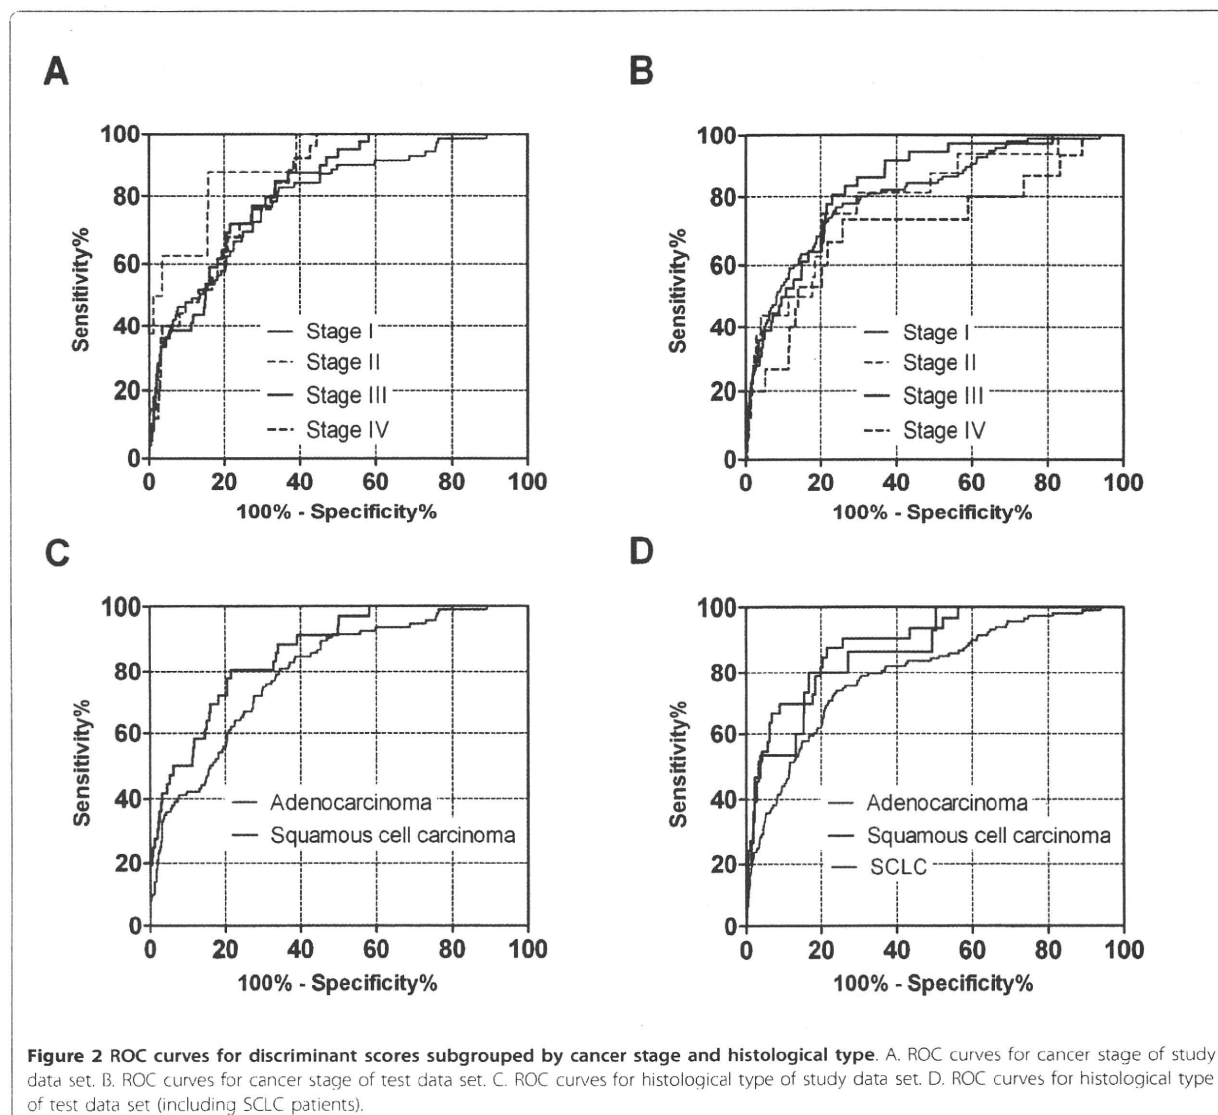 A
100
80
60
40
20
0
Sensitivity%
Stage I
Stage II
Stage III
Stage IV
0 20 40 60 80 100
100% - Specificity%
B
100
80
60
40
20
0
Sensitivity%
Stage I
Stage II
Stage III
Stage IV
0 20 40 60 80 100
100% - Specificity%
C
100
80
60
40
20
0
Sensitivity%
Adenocarcinoma
Squamous cell carcinoma
0 20 40 60 80 100
100% - Specificity%
D
100
80
60
40
20
0
Sensitivity%
Adenocarcinoma
Squamous cell carcinoma
SCLC
0 20 40 60 80 100
100% - Specificity%
Figure 2 ROC curves for discriminant scores subgrouped by cancer stage and histological type. A. ROC curves for cancer stage of study
data set. B. ROC curves for cancer stage of test data set. C. ROC curves for histological type of study data set. D. ROC curves for histological type
of test data set (including SCLC patients).